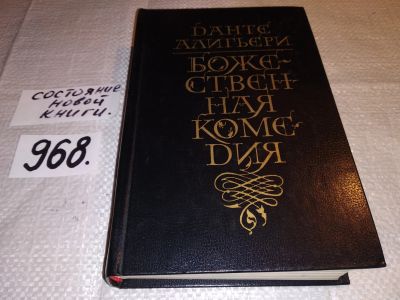 состояние
новой
книги.
968.
ДАНТЕ
АЛИГЬЕРИ
БОЖЕ-
СТВЕН-
НАЯ
КОМЕ-
ДИЯ